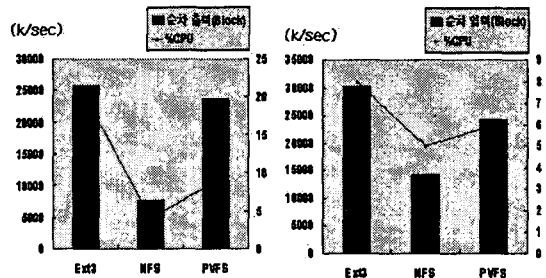 (k/sec)
순차 출력(Block)
%CPU
30000
25000
20000
15000
10000
5000
0
25
20
15
10
5
0
Ext3
NFS
PVFS
(k/sec)
순차 입력(Block)
%CPU
35000
30000
25000
20000
15000
10000
5000
0
9
8
7
6
5
4
3
2
1
0
Ext3
NFS
PVFS